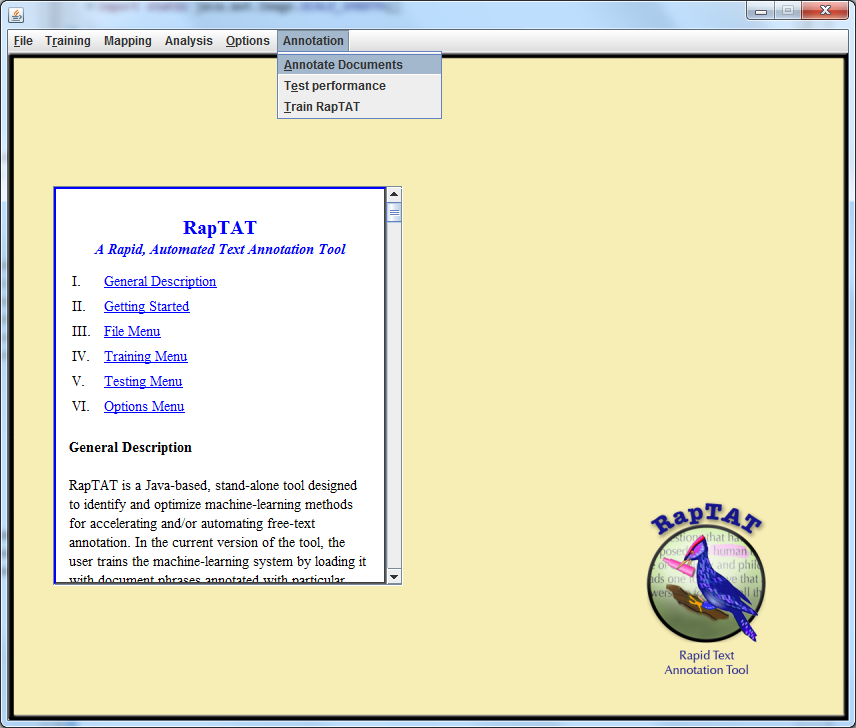 File Training Mapping Analysis Options Annotation
Annotate Documents
Test performance
Train RapTAT
RapTAT
A Rapid, Automated Text Annotation Tool
I. General Description
II. Getting Started
III. File Menu
IV. Training Menu
V. Testing Menu
VI. Options Menu
General Description
RapTAT is a Java-based, stand-alone tool designed
to identify and optimize machine-learning methods
for accelerating and/or automating free-text
annotation. In the current version of the tool, the
user trains the machine-learning system by loading it
with document phrases annotated with particular
RapTAT
Rapid Text
Annotation Tool